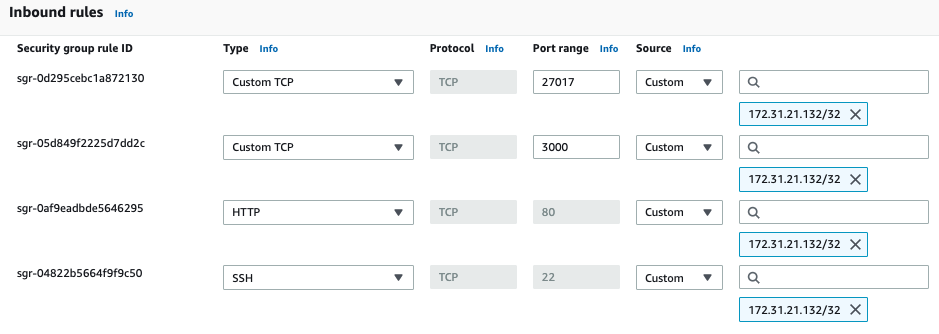 Inbound rules Info
Security group rule ID Type Info Protocol Info Port range Info Source Info
sgr-0d295cebc1a872130 Custom TCP TCP 27017 Custom
172.31.21.132/32
sgr-05d849f2225d7dd2c Custom TCP TCP 3000 Custom
172.31.21.132/32
sgr-0af9eadbde5646295 HTTP TCP 80 Custom
172.31.21.132/32
sgr-04822b5664f9f9c50 SSH TCP 22 Custom
172.31.21.132/32